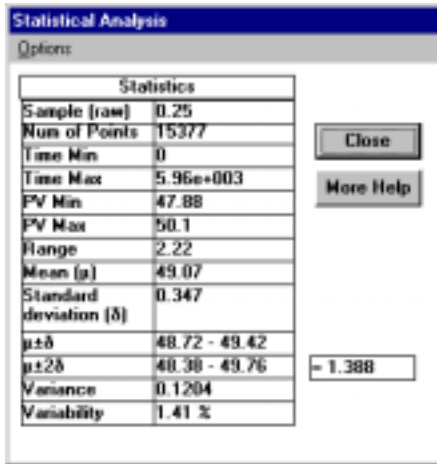 Statistical Analysis
Options
Statistics
Sample (raw) 0.25
Num of Points 15377
Time Min 0
Time Max 5.96e+003
PV Min 47.88
PV Max 50.1
Range 2.22
Mean (μ) 49.07
Standard 0.347
deviation (δ)
μ±δ 48.72 - 49.42
μ±2δ 48.38 - 49.76
Variance 0.1204
Variability 1.41 %
Close
More Help
= 1.388